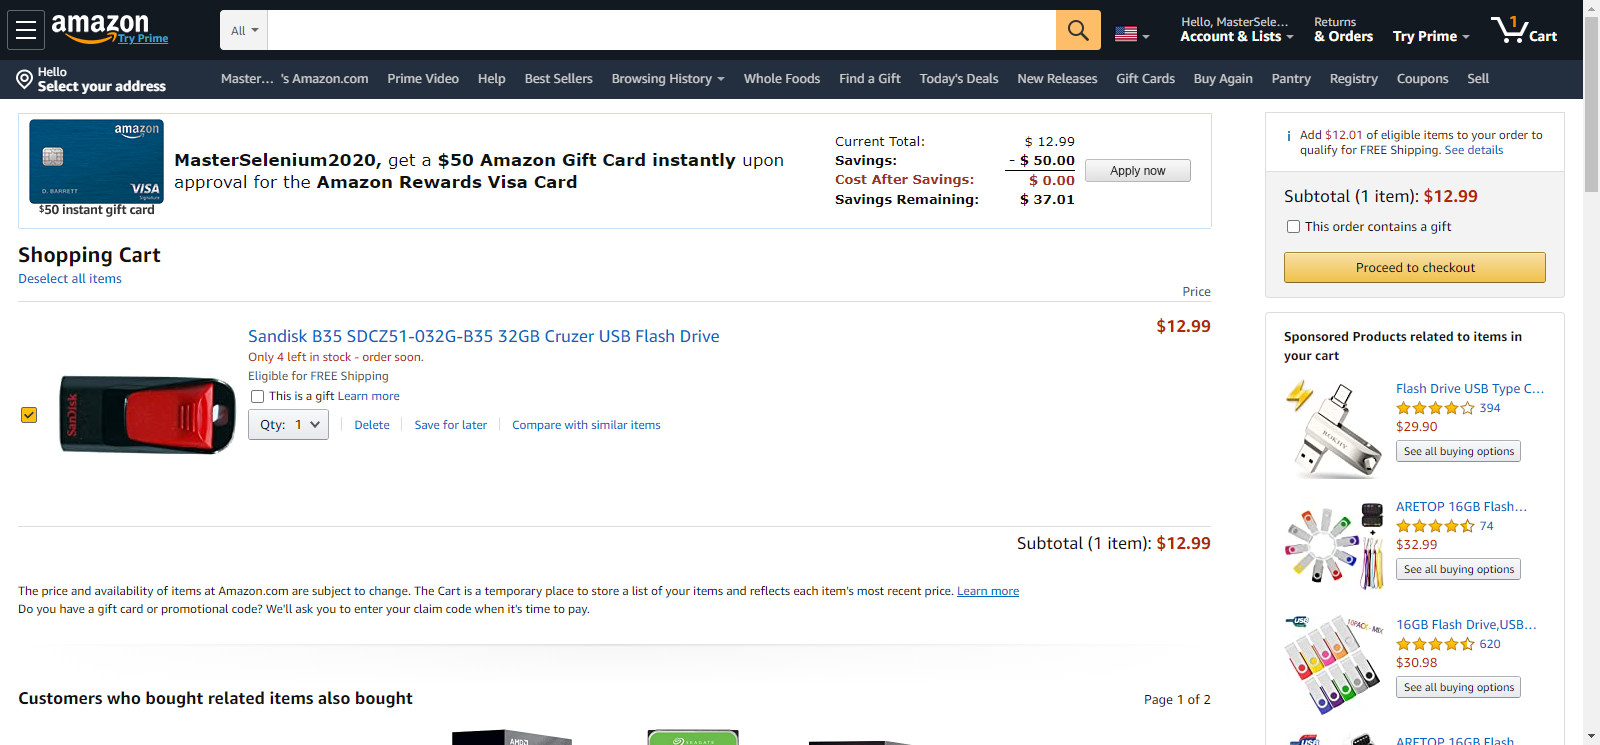 amazon
Try Prime
All
Hello, MasterSele...
Account & Lists
Returns
& Orders
Try Prime
1
Cart
Hello
Select your address
Master... 's Amazon.com
Prime Video
Help
Best Sellers
Browsing History
Whole Foods
Find a Gift
Today's Deals
New Releases
Gift Cards
Buy Again
Pantry
Registry
Coupons
Sell
amazon
D. BARRETT
VISA
Signature
$50 instant gift card
MasterSelenium2020, get a $50 Amazon Gift Card instantly upon
approval for the Amazon Rewards Visa Card
Current Total: $ 12.99
Savings: - $ 50.00
Cost After Savings: $ 0.00
Savings Remaining: $ 37.01
Apply now
Shopping Cart
Deselect all items
Price
SanDisk
Sandisk B35 SDCZ51-032G-B35 32GB Cruzer USB Flash Drive
$12.99
Only 4 left in stock - order soon.
Eligible for FREE Shipping
This is a gift Learn more
Qty: 1
Delete
Save for later
Compare with similar items
Subtotal (1 item): $12.99
The price and availability of items at Amazon.com are subject to change. The Cart is a temporary place to store a list of your items and reflects each item's most recent price. Learn more
Do you have a gift card or promotional code? We'll ask you to enter your claim code when it's time to pay.
Customers who bought related items also bought
Page 1 of 2
AMD
SEAGATE
i Add $12.01 of eligible items to your order to
qualify for FREE Shipping. See details
Subtotal (1 item): $12.99
This order contains a gift
Proceed to checkout
Sponsored Products related to items in
your cart
Flash Drive USB Type C...
394
$29.90
See all buying options
ARETOP 16GB Flash...
74
$32.99
See all buying options
USB
10PACK-MIX
16GB Flash Drive,USB...
620
$30.98
See all buying options
USB
ARETOP 16GB Flash